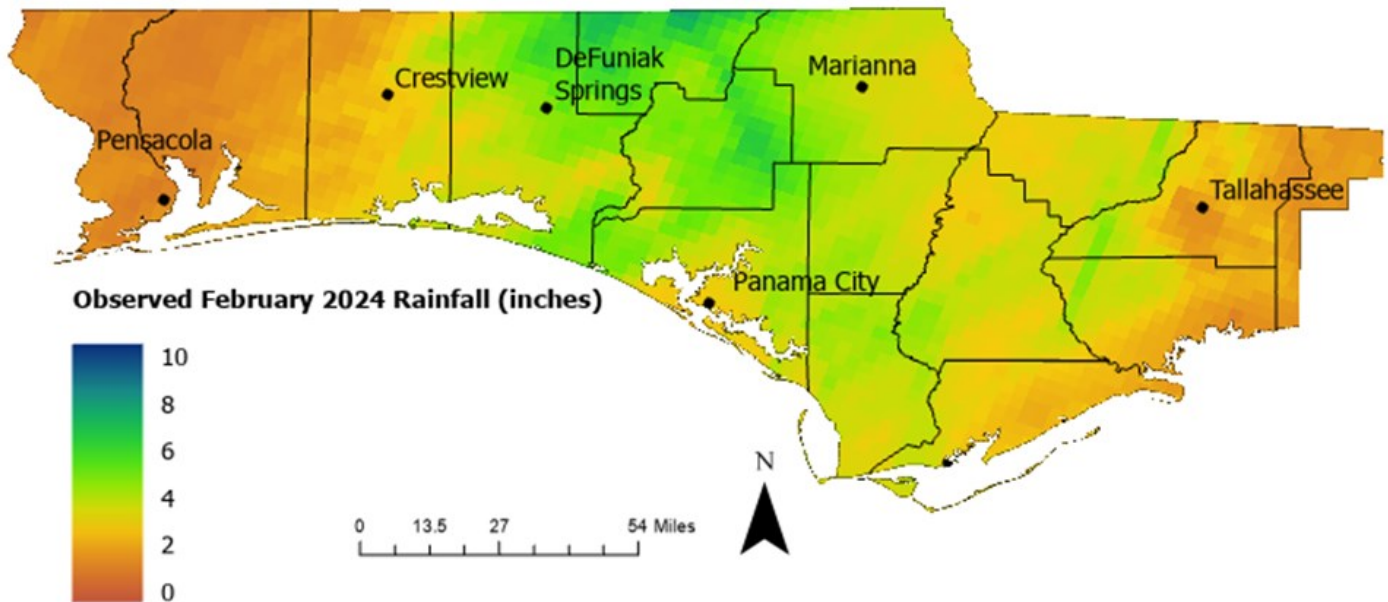 DeFuniak
Springs
Marianna
Crestview
Pensacola
Tallahassee
Panama City
Observed February 2024 Rainfall (inches)
10
8
6
4
2
0
N
0 13.5 27 54 Miles